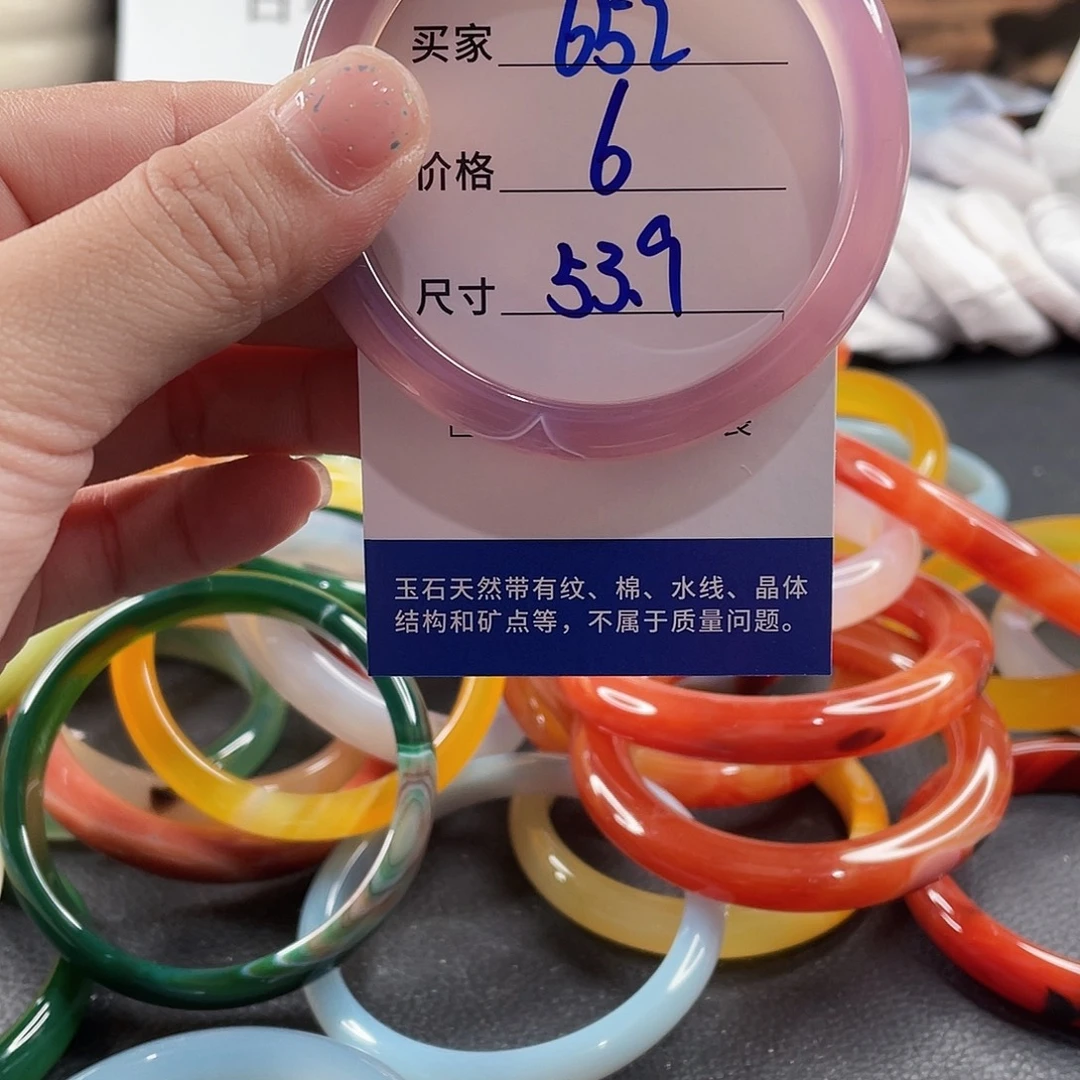 买家 652
价格 6
尺寸 53.9
玉石天然带有纹、棉、水线、晶体
结构和矿点等，不属于质量问题。